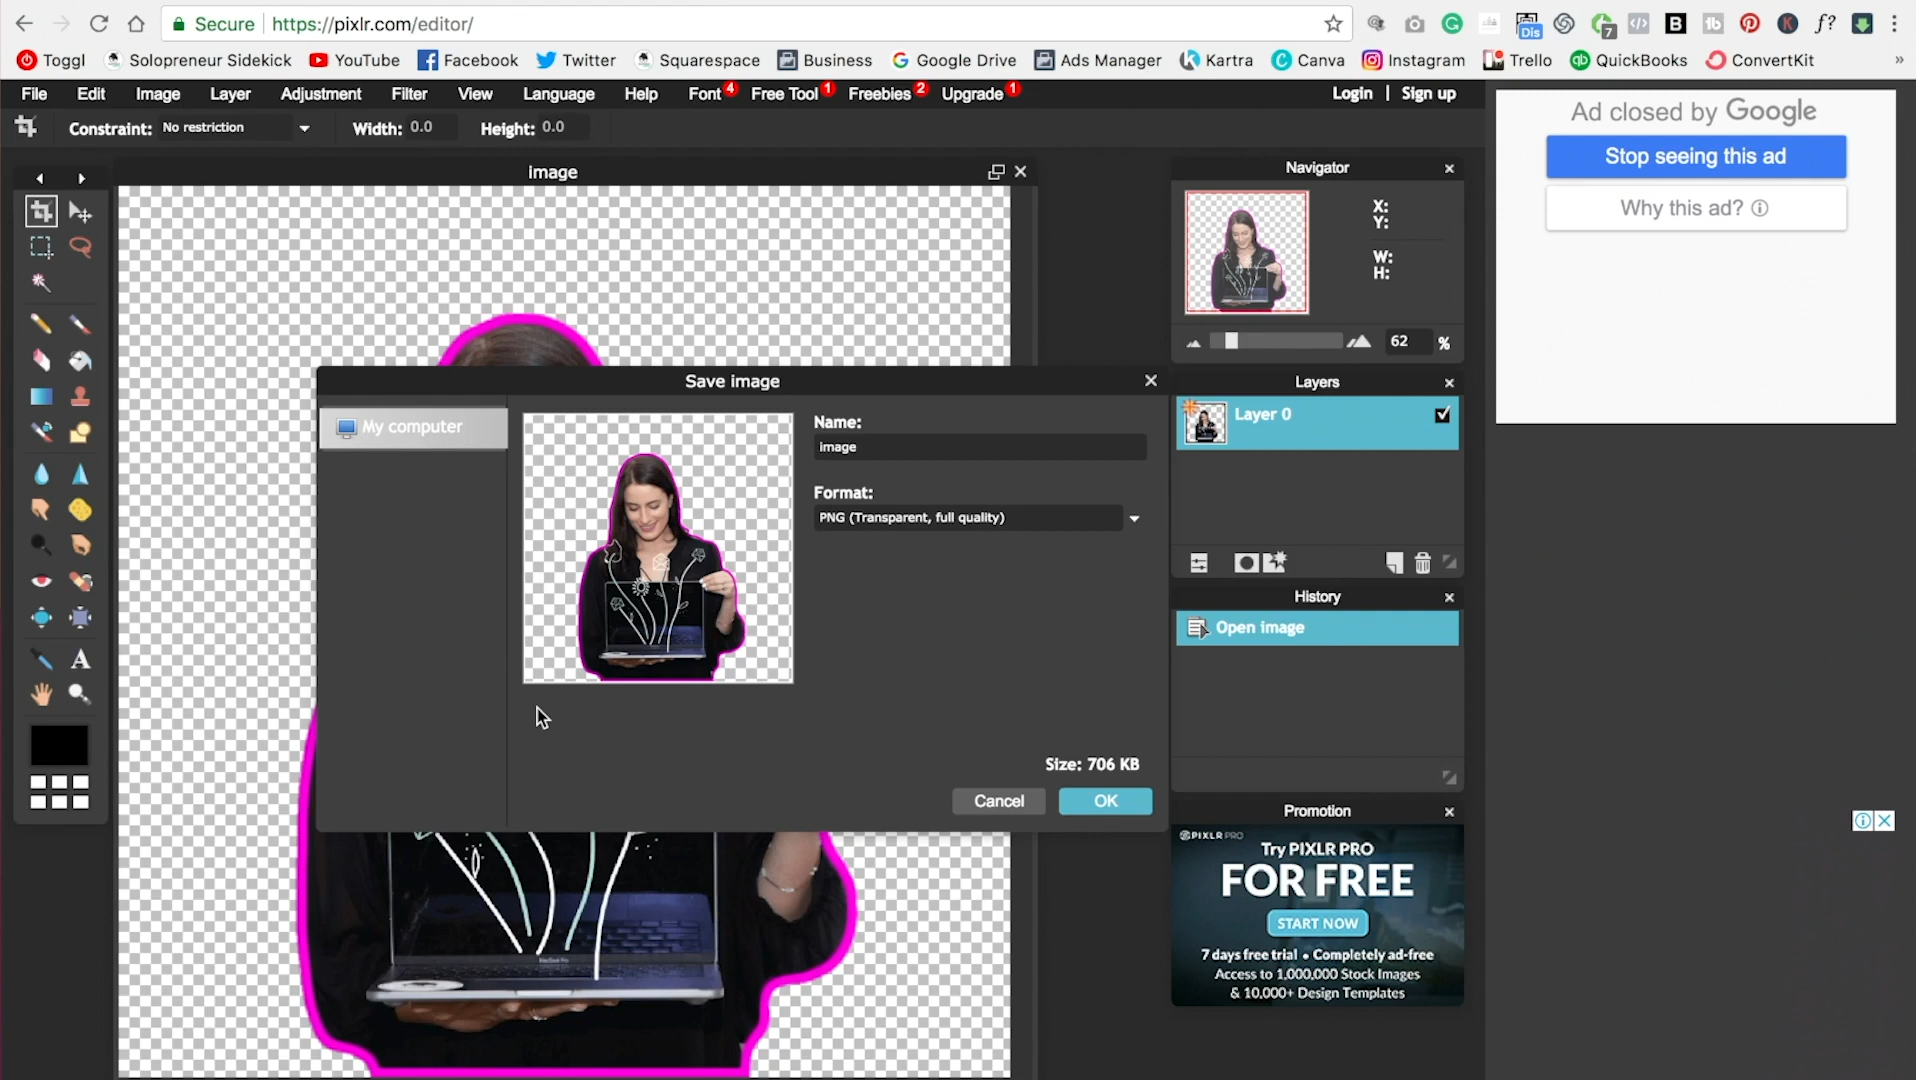 Secure https://pixlr.com/editor/
Dis
7
B
K
f?
Toggl Solopreneur Sidekick YouTube Facebook Twitter Squarespace Business Google Drive Ads Manager Kartra Canva Instagram Trello QuickBooks ConvertKit »
File Edit Image Layer Adjustment Filter View Language Help Font 4 Free Tool 1 Freebies 2 Upgrade 1 Login | Sign up
Constraint: No restriction Width: 0.0 Height: 0.0
image
Navigator
X:
Y:
W:
H:
62 %
Ad closed by Google
Stop seeing this ad
Why this ad?
Save image
My computer
Name:
image
Format:
PNG (Transparent, full quality)
Size: 706 KB
Cancel OK
Layers
Layer 0
History
Open image
Promotion
PIXLR PRO
Try PIXLR PRO
FOR FREE
START NOW
7 days free trial • Completely ad-free
Access to 1,000,000 Stock Images
& 10,000+ Design Templates
A
MacBook Pro